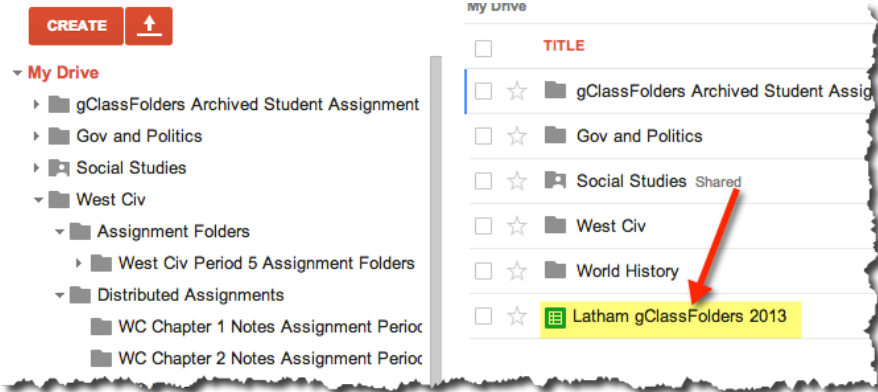 CREATE
My Drive
gClassFolders Archived Student Assignment
Gov and Politics
Social Studies
West Civ
Assignment Folders
West Civ Period 5 Assignment Folders
Distributed Assignments
WC Chapter 1 Notes Assignment Perioc
WC Chapter 2 Notes Assignment Perioc
My Drive
TITLE
gClassFolders Archived Student Assig
Gov and Politics
Social Studies Shared
West Civ
World History
Latham gClassFolders 2013